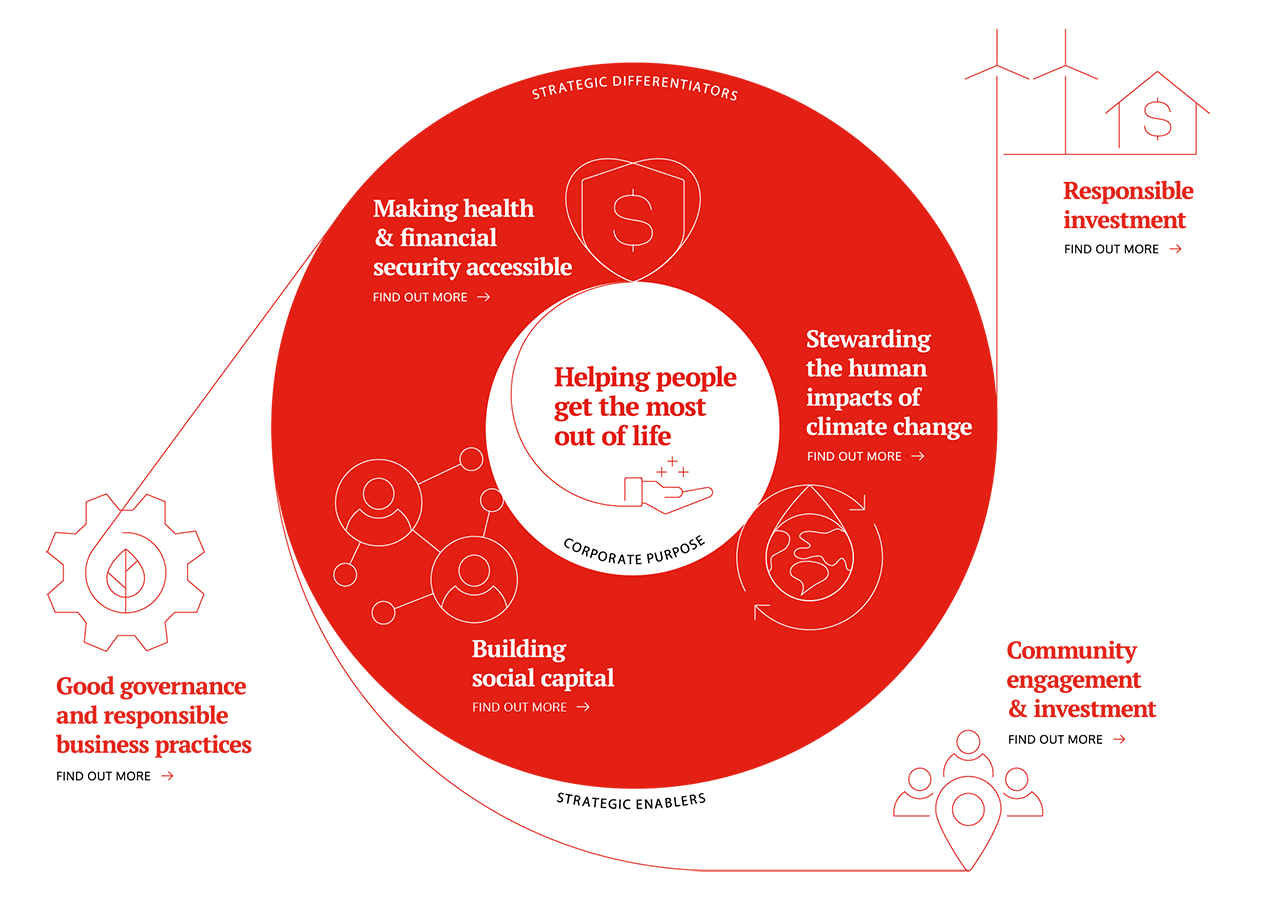 STRATEGIC DIFFERENTIATORS
Making health
& financial
security accessible
FIND OUT MORE →
Responsible
investment
FIND OUT MORE →
Stewarding
the human
impacts of
climate change
FIND OUT MORE →
Helping people
get the most
out of life
CORPORATE PURPOSE
Building
social capital
FIND OUT MORE →
Good governance
and responsible
business practices
FIND OUT MORE →
Community
engagement
& investment
FIND OUT MORE →
STRATEGIC ENABLERS
$
$